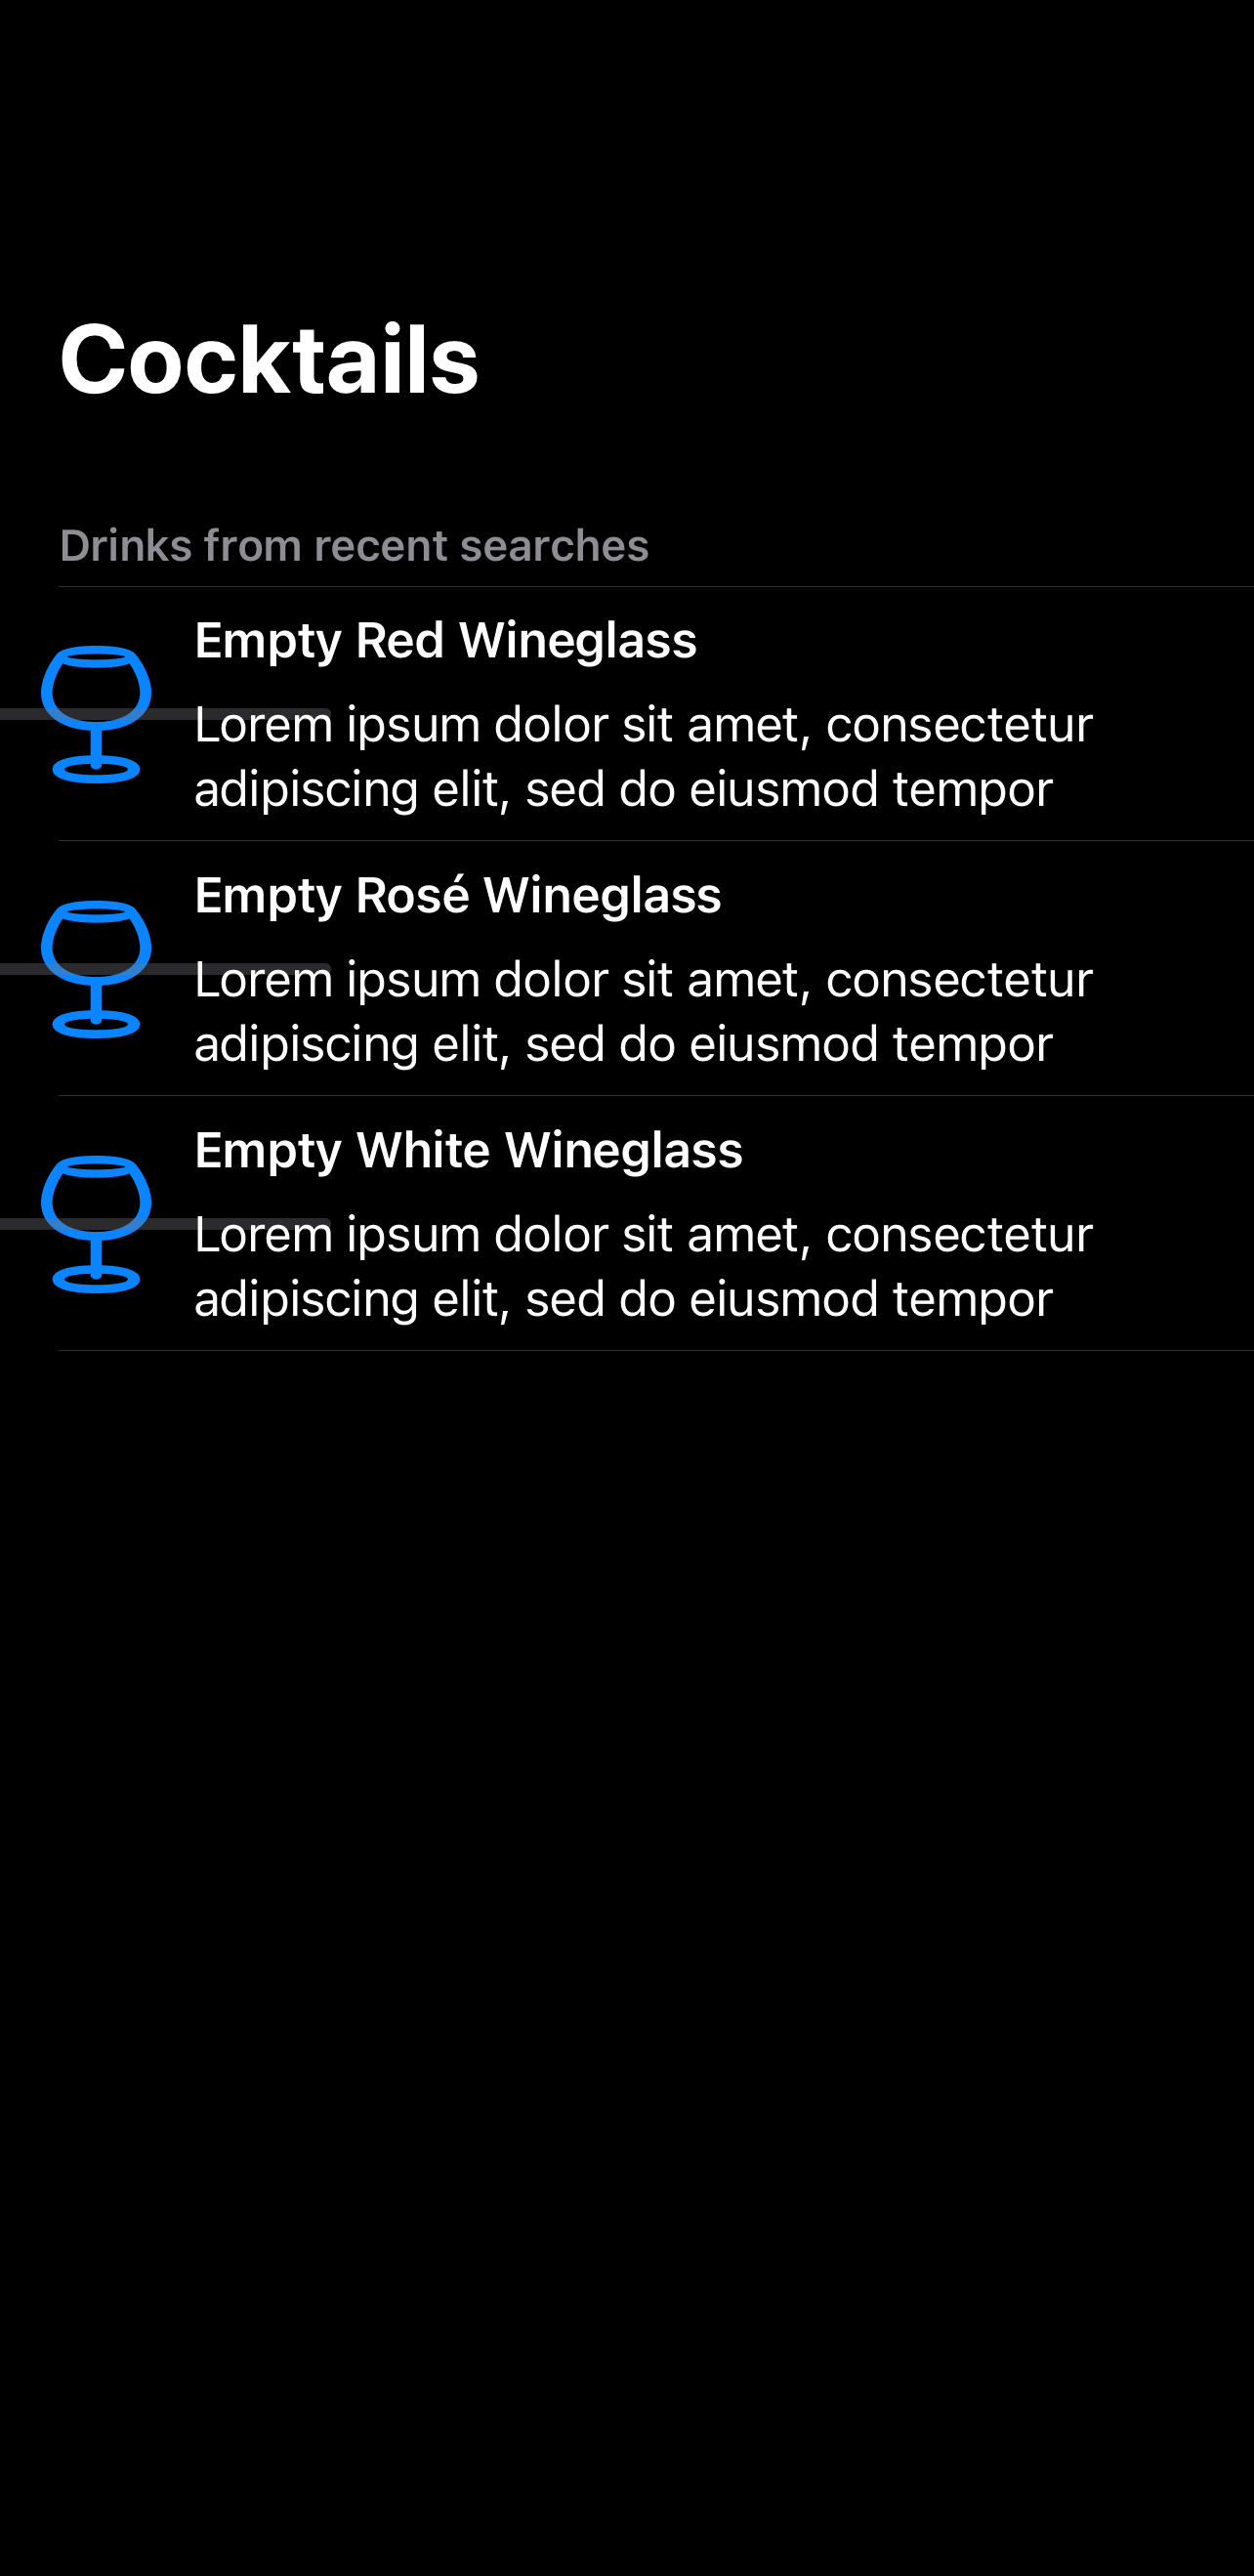 Cocktails
Drinks from recent searches
Empty Red Wineglass
Lorem ipsum dolor sit amet, consectetur
adipiscing elit, sed do eiusmod tempor
Empty Rosé Wineglass
Lorem ipsum dolor sit amet, consectetur
adipiscing elit, sed do eiusmod tempor
Empty White Wineglass
Lorem ipsum dolor sit amet, consectetur
adipiscing elit, sed do eiusmod tempor